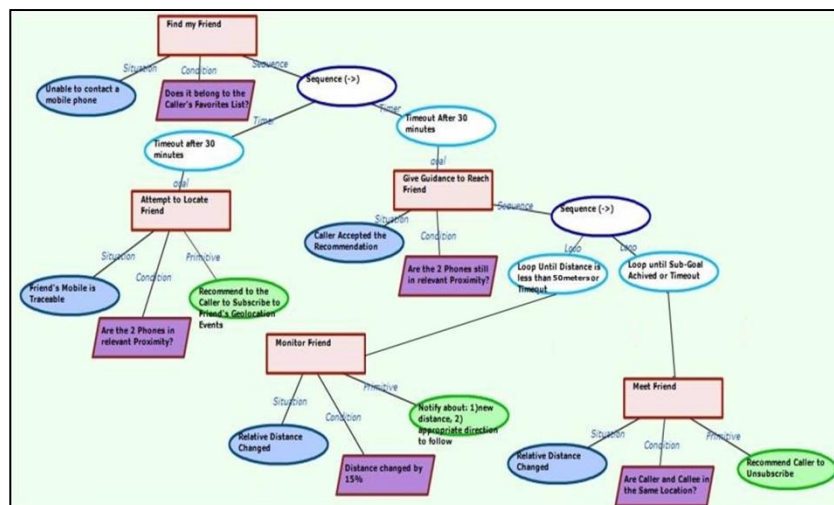 Find my Friend
Situation
Condition
Sequence
Unable to contact a
mobile phone
Does it belong to the
Caller's Favorites List?
Sequence (->)
Timer
Timer
Timeout after 30
minutes
Timeout After 30
minutes
oal
oal
Attempt to Locate
Friend
Situation
Condition
Primitive
Friend's Mobile is
Traceable
Are the 2 Phones in
relevant Proximity?
Recommend to the
Caller to Subscribe to
Friend's Geolocation
Events
Give Guidance to Reach
Friend
Situation
Condition
Sequence
Caller Accepted the
Recommendation
Are the 2 Phones still
in relevant Proximity?
Sequence (->)
Loop
Loop
Loop Until Distance is
less than 50meters or
Timeout
Loop until Sub-Goal
Achived or Timeout
Monitor Friend
Situation
Condition
Primitive
Relative Distance
Changed
Distance changed by
15%
Notify about: 1)new
distance, 2)
appropriate direction
to follow
Meet Friend
Situation
Condition
Primitive
Relative Distance
Changed
Are Caller and Callee in
the Same Location?
Recommend Caller to
Unsubscribe